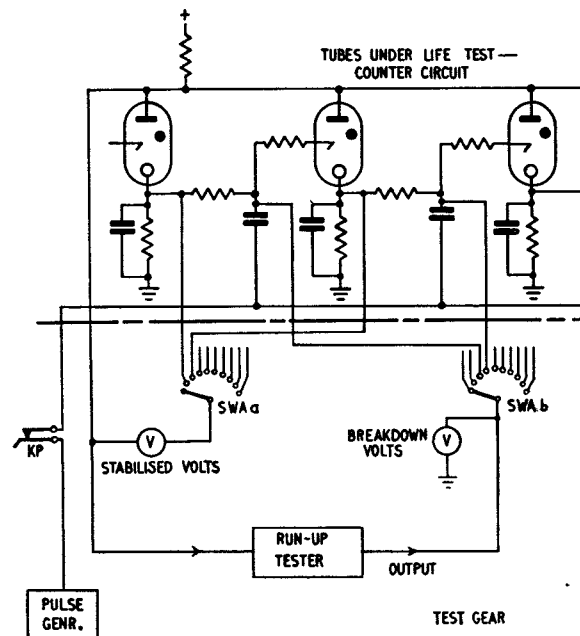 +
TUBES UNDER LIFE TEST—
COUNTER CIRCUIT
SWA a
SWA b
KP
V
STABILISED VOLTS
BREAKDOWN
VOLTS
V
RUN-UP
TESTER
OUTPUT
PULSE
GENR.
TEST GEAR